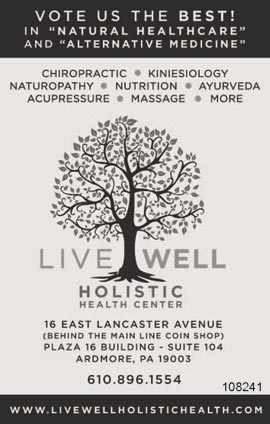 VOTE US THE BEST!
IN “NATURAL HEALTHCARE”
AND “ALTERNATIVE MEDICINE”
CHIROPRACTIC • KINIESIOLOGY
NATUROPATHY • NUTRITION • AYURVEDA
ACUPRESSURE • MASSAGE • MORE
LIVE WELL
HOLISTIC
HEALTH CENTER
16 EAST LANCASTER AVENUE
(BEHIND THE MAIN LINE COIN SHOP)
PLAZA 16 BUILDING - SUITE 104
ARDMORE, PA 19003
610.896.1554
108241
WWW.LIVEWELLHOLISTICHEALTH.COM